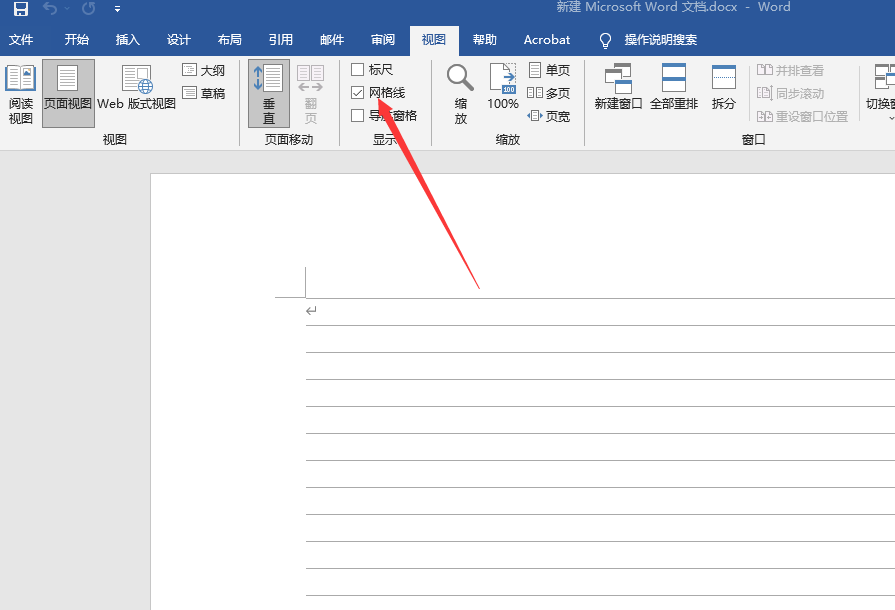 新建 Microsoft Word 文档.docx - Word
文件 开始 插入 设计 布局 引用 邮件 审阅 视图 帮助 Acrobat 操作说明搜索
阅读视图 页面视图 Web 版式视图 大纲 草稿
视图
垂直 翻页
页面移动
标尺
网格线
导航窗格
显示
缩放 100% 单页 多页 页宽
缩放
新建窗口 全部重排 拆分 并排查看 同步滚动 重设窗口位置
窗口